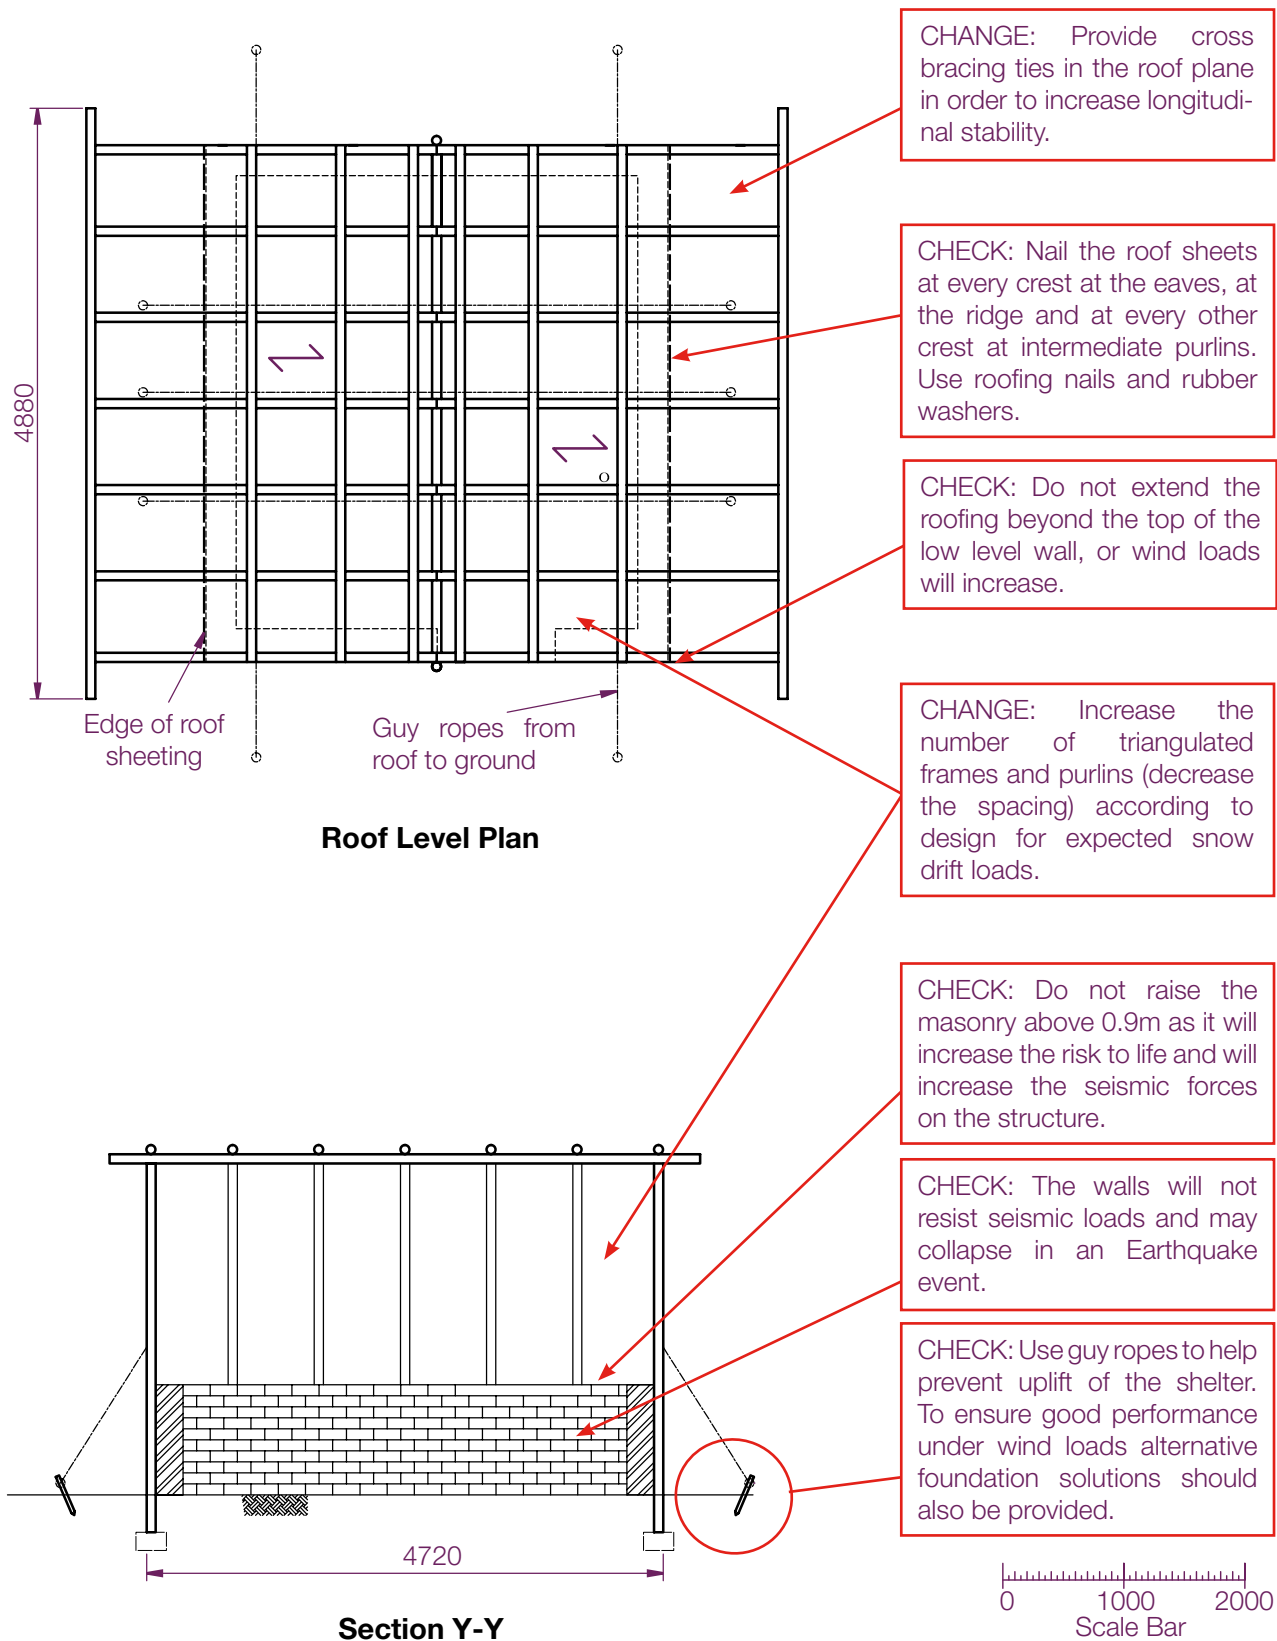 CHANGE: Provide cross
bracing ties in the roof plane
in order to increase longitudi-
nal stability.
CHECK: Nail the roof sheets
at every crest at the eaves, at
the ridge and at every other
crest at intermediate purlins.
Use roofing nails and rubber
washers.
4880
CHECK: Do not extend the
roofing beyond the top of the
low level wall, or wind loads
will increase.
Edge of roof
sheeting
Guy ropes from
roof to ground
CHANGE: Increase the
number of triangulated
frames and purlins (decrease
the spacing) according to
design for expected snow
drift loads.
Roof Level Plan
CHECK: Do not raise the
masonry above 0.9m as it will
increase the risk to life and will
increase the seismic forces
on the structure.
CHECK: The walls will not
resist seismic loads and may
collapse in an Earthquake
event.
CHECK: Use guy ropes to help
prevent uplift of the shelter.
To ensure good performance
under wind loads alternative
foundation solutions should
also be provided.
4720
Section Y-Y
0 1000 2000
Scale Bar